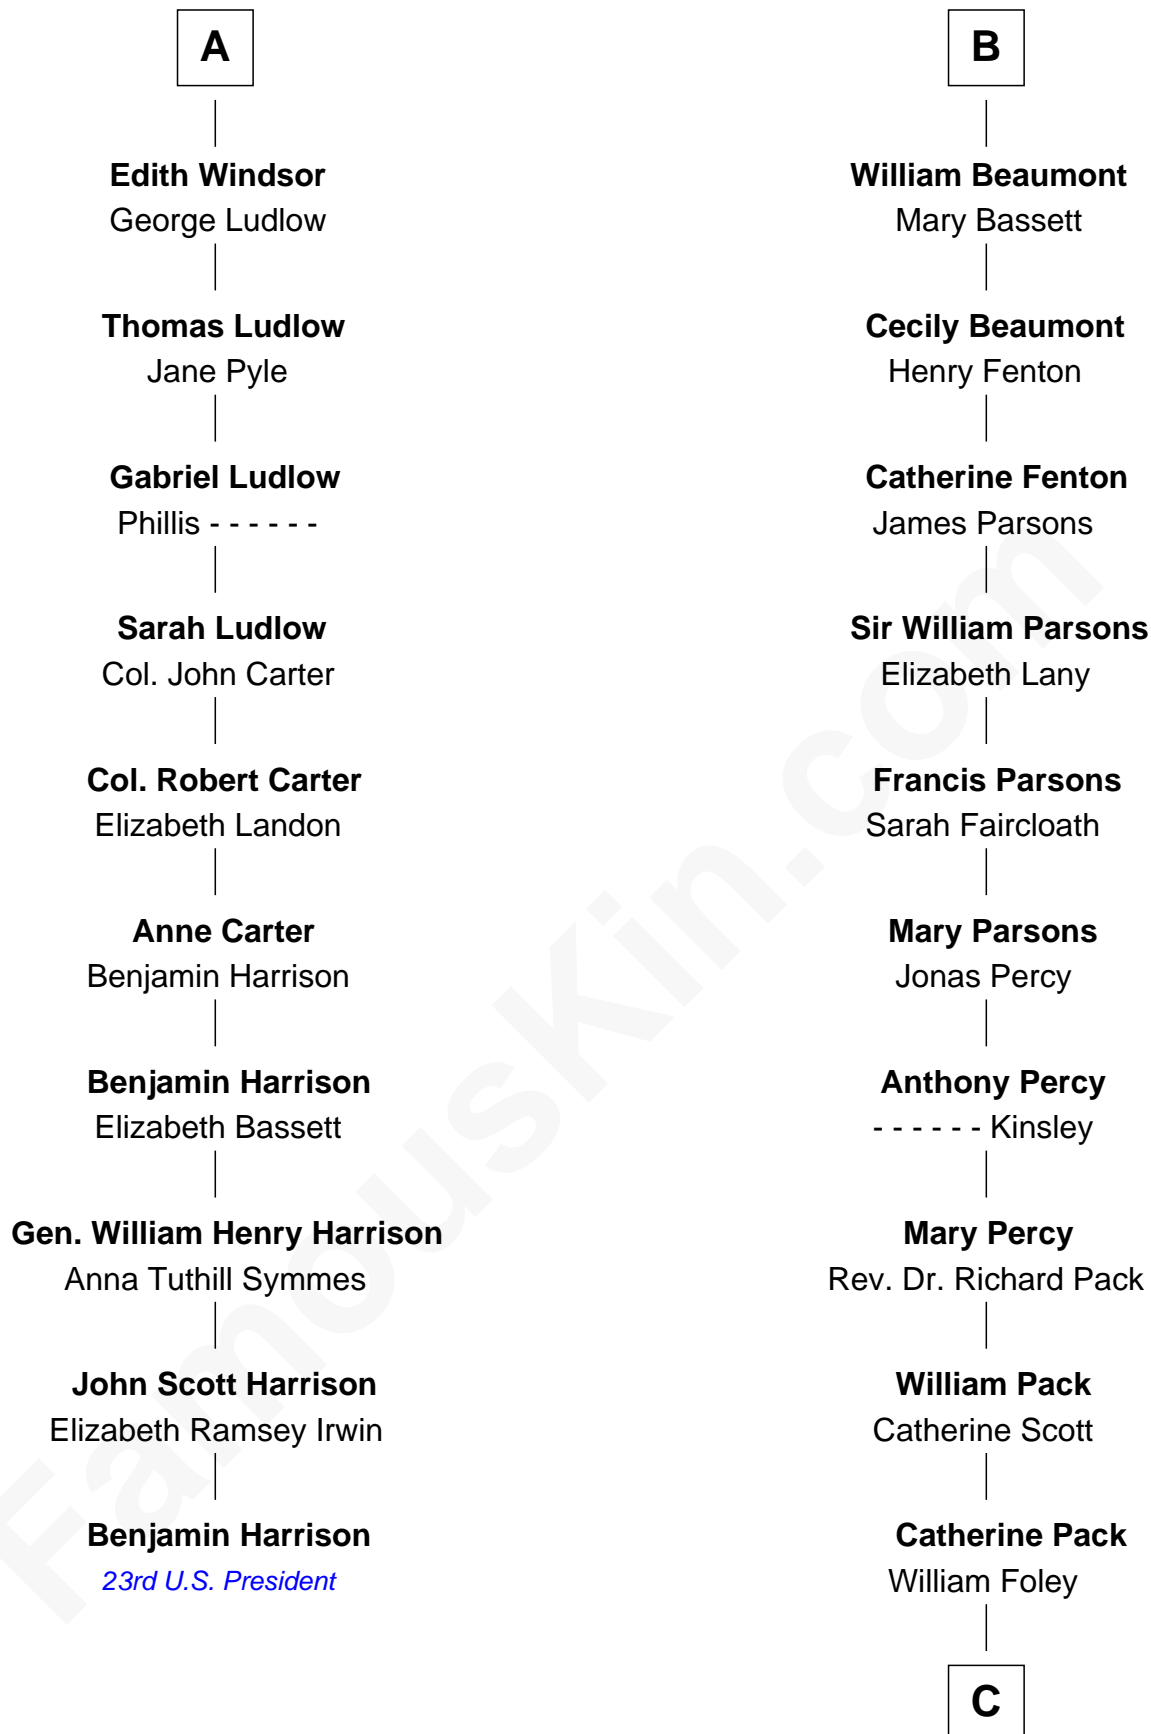 A
Edith Windsor
George Ludlow
Thomas Ludlow
Jane Pyle
Gabriel Ludlow
Phillis - - - - - -
Sarah Ludlow
Col. John Carter
Col. Robert Carter
Elizabeth Landon
Anne Carter
Benjamin Harrison
Benjamin Harrison
Elizabeth Bassett
Gen. William Henry Harrison
Anna Tuthill Symmes
John Scott Harrison
Elizabeth Ramsey Irwin
Benjamin Harrison
23rd U.S. President
B
William Beaumont
Mary Bassett
Cecily Beaumont
Henry Fenton
Catherine Fenton
James Parsons
Sir William Parsons
Elizabeth Lany
Francis Parsons
Sarah Faircloath
Mary Parsons
Jonas Percy
Anthony Percy
- - - - - - Kinsley
Mary Percy
Rev. Dr. Richard Pack
William Pack
Catherine Scott
Catherine Pack
William Foley
C
FamousKin.com